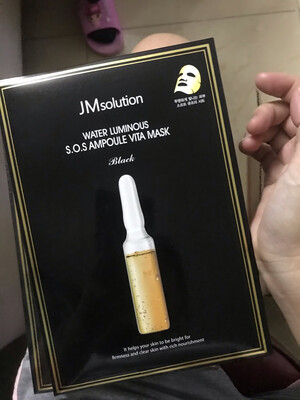 JMsolution
WATER LUMINOUS
S.O.S AMPOULE VITA MASK
Black
It helps your skin to be bright for
firmness and clear skin with rich nourishment